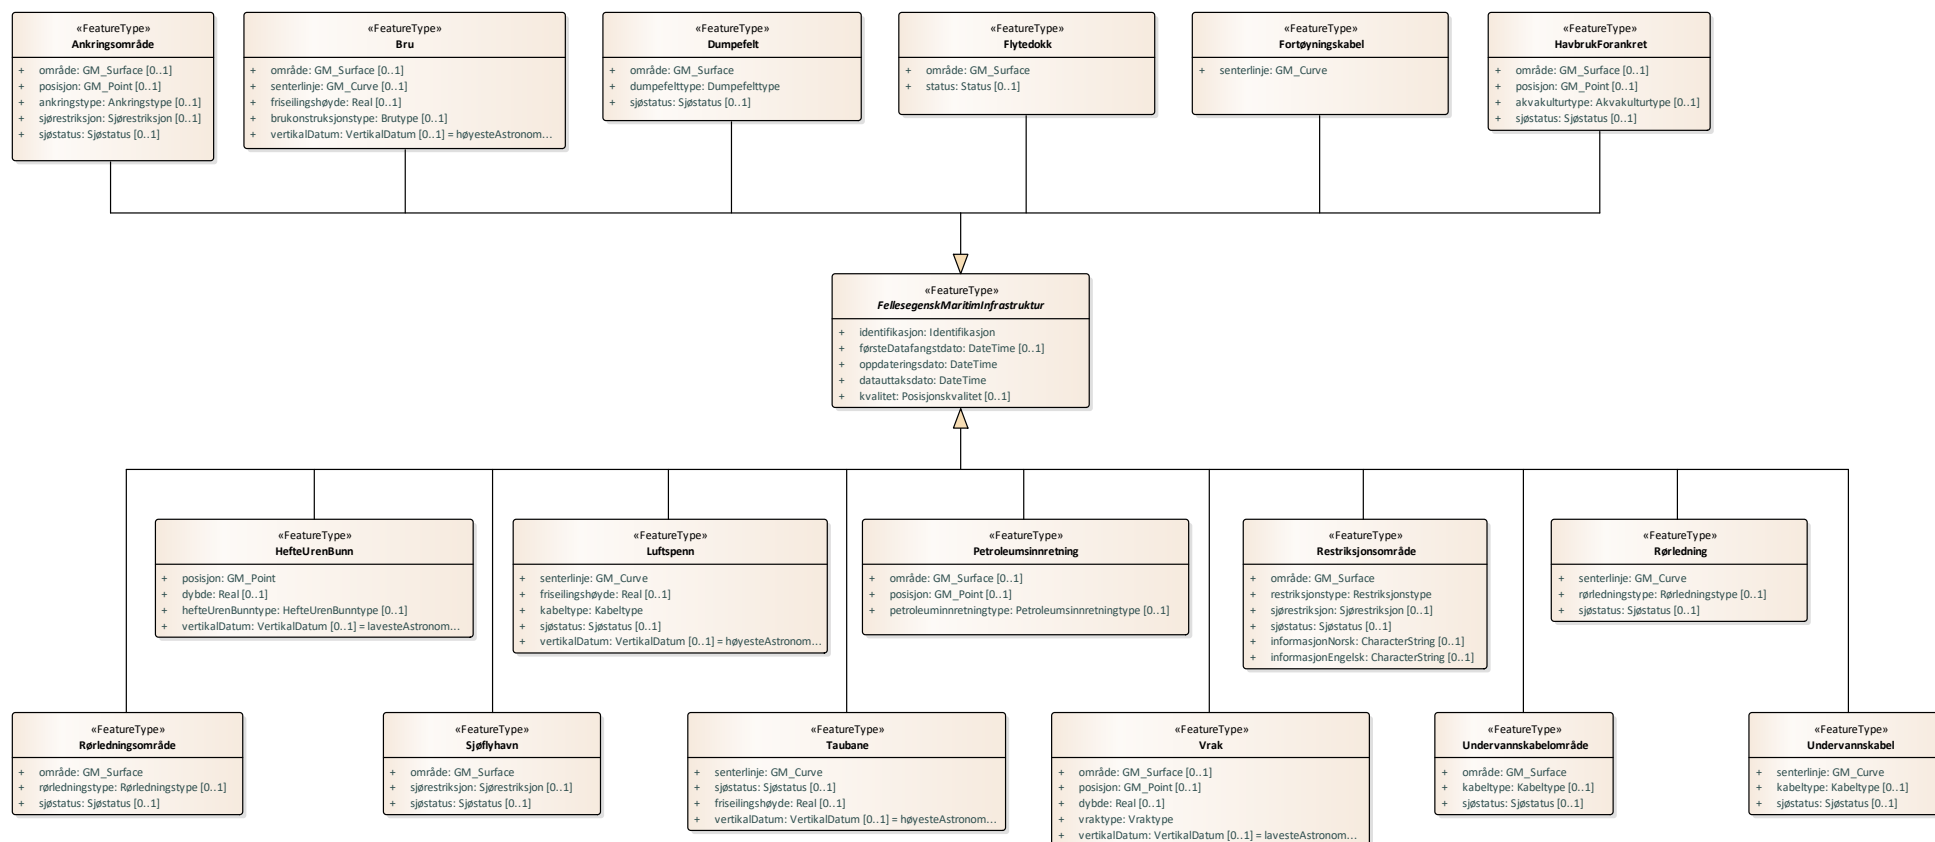 «FeatureType»
Ankringsområde
+ område: GM_Surface [0..1]
+ posisjon: GM_Point [0..1]
+ ankringstype: Ankringstype [0..1]
+ sjørestriksjon: Sjørestriksjon [0..1]
+ sjøstatus: Sjøstatus [0..1]
«FeatureType»
Bru
+ område: GM_Surface [0..1]
+ senterlinje: GM_Curve [0..1]
+ friseilingshøyde: Real [0..1]
+ brukonstruksjonstype: Brutype [0..1]
+ vertikalDatum: VertikalDatum [0..1] = høyesteAstronom...
«FeatureType»
Dumpefelt
+ område: GM_Surface
+ dumpefelttype: Dumpefelttype
+ sjøstatus: Sjøstatus [0..1]
«FeatureType»
Flytedokk
+ område: GM_Surface
+ status: Status [0..1]
«FeatureType»
Fortøyningskabel
+ senterlinje: GM_Curve
«FeatureType»
HavbrukForankret
+ område: GM_Surface [0..1]
+ posisjon: GM_Point [0..1]
+ akvakulturtype: Akvakulturtype [0..1]
+ sjøstatus: Sjøstatus [0..1]
«FeatureType»
FellesegenskMaritimInfrastruktur
+ identifikasjon: Identifikasjon
+ førsteDatafangstdato: DateTime [0..1]
+ oppdateringsdato: DateTime
+ datauttaksdato: DateTime
+ kvalitet: Posisjonskvalitet [0..1]
«FeatureType»
HefteUrenBunn
+ posisjon: GM_Point
+ dybde: Real [0..1]
+ hefteUrenBunntype: HefteUrenBunntype [0..1]
+ vertikalDatum: VertikalDatum [0..1] = lavesteAstronom...
«FeatureType»
Luftspenn
+ senterlinje: GM_Curve
+ friseilingshøyde: Real [0..1]
+ kabeltype: Kabeltype
+ sjøstatus: Sjøstatus [0..1]
+ vertikalDatum: VertikalDatum [0..1] = høyesteAstronom...
«FeatureType»
Petroleumsinnretning
+ område: GM_Surface [0..1]
+ posisjon: GM_Point [0..1]
+ petroleuminnretningtype: Petroleumsinnretningtype [0..1]
«FeatureType»
Restriksjonsområde
+ område: GM_Surface
+ restriksjonstype: Restriksjonstype
+ sjørestriksjon: Sjørestriksjon [0..1]
+ sjøstatus: Sjøstatus [0..1]
+ informasjonNorsk: CharacterString [0..1]
+ informasjonEngelsk: CharacterString [0..1]
«FeatureType»
Rørledning
+ senterlinje: GM_Curve
+ rørledningstype: Rørledningstype [0..1]
+ sjøstatus: Sjøstatus [0..1]
«FeatureType»
Rørledningsområde
+ område: GM_Surface
+ rørledningstype: Rørledningstype [0..1]
+ sjøstatus: Sjøstatus [0..1]
«FeatureType»
Sjøflyhavn
+ område: GM_Surface
+ sjørestriksjon: Sjørestriksjon [0..1]
+ sjøstatus: Sjøstatus [0..1]
«FeatureType»
Taubane
+ senterlinje: GM_Curve
+ sjøstatus: Sjøstatus [0..1]
+ friseilingshøyde: Real [0..1]
+ vertikalDatum: VertikalDatum [0..1] = høyesteAstronom...
«FeatureType»
Vrak
+ område: GM_Surface [0..1]
+ posisjon: GM_Point [0..1]
+ dybde: Real [0..1]
+ vraktype: Vraktype
+ vertikalDatum: VertikalDatum [0..1] = lavesteAstronom...
«FeatureType»
Undervannskabelområde
+ område: GM_Surface
+ kabeltype: Kabeltype [0..1]
+ sjøstatus: Sjøstatus [0..1]
«FeatureType»
Undervannskabel
+ senterlinje: GM_Curve
+ kabeltype: Kabeltype [0..1]
+ sjøstatus: Sjøstatus [0..1]